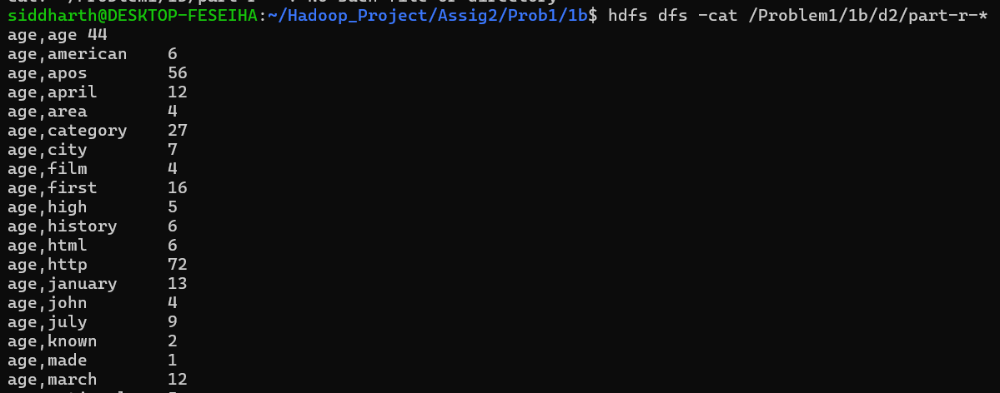 siddharth@DESKTOP-FESEIHA:~/Hadoop_Project/Assig2/Prob1/1b$ hdfs dfs -cat /Problem1/1b/d2/part-r-*
age,age 44
age,american 6
age,apos 56
age,april 12
age,area 4
age,category 27
age,city 7
age,film 4
age,first 16
age,high 5
age,history 6
age,html 6
age,http 72
age,january 13
age,john 4
age,july 9
age,known 2
age,made 1
age,march 12